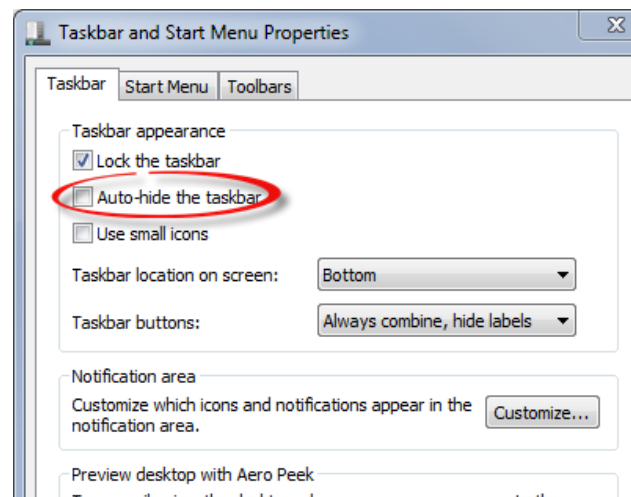 Taskbar and Start Menu Properties
Taskbar Start Menu Toolbars
Taskbar appearance
Lock the taskbar
Auto-hide the taskbar
Use small icons
Taskbar location on screen: Bottom
Taskbar buttons: Always combine, hide labels
Notification area
Customize which icons and notifications appear in the
notification area.
Customize...
Preview desktop with Aero Peek